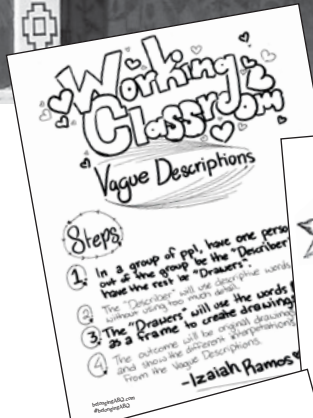 Working
Classroom
Vague Descriptions
Steps
1. In a group of ppl, have one
out of the group be the "Describer"
have the rest be "Drawers".
2. The "Describer" will use descriptive words
without using too much detail.
3. The "Drawers" will use the words
as a frame to create drawings
4. The outcome will be original drawings
and show the different interpretations
from the Vague Descriptions.
-Izaiah Ramos
belongingABQ.com
#belongingABQ